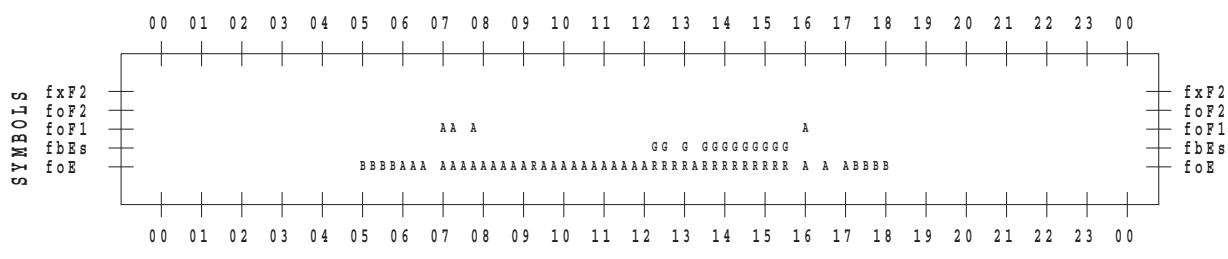 00 01 02 03 04 05 06 07 08 09 10 11 12 13 14 15 16 17 18 19 20 21 22 23 00
SYMBOLS
fxF2 fxF2
foF2 foF2
foF1 AA A A foF1
fbEs GG G GGGGGGGGG fbEs
foE BBBBAAA AAAAAAAAARAAAAAAAAAAARRRRARRRRRRRRR A A ABBBB foE
00 01 02 03 04 05 06 07 08 09 10 11 12 13 14 15 16 17 18 19 20 21 22 23 00